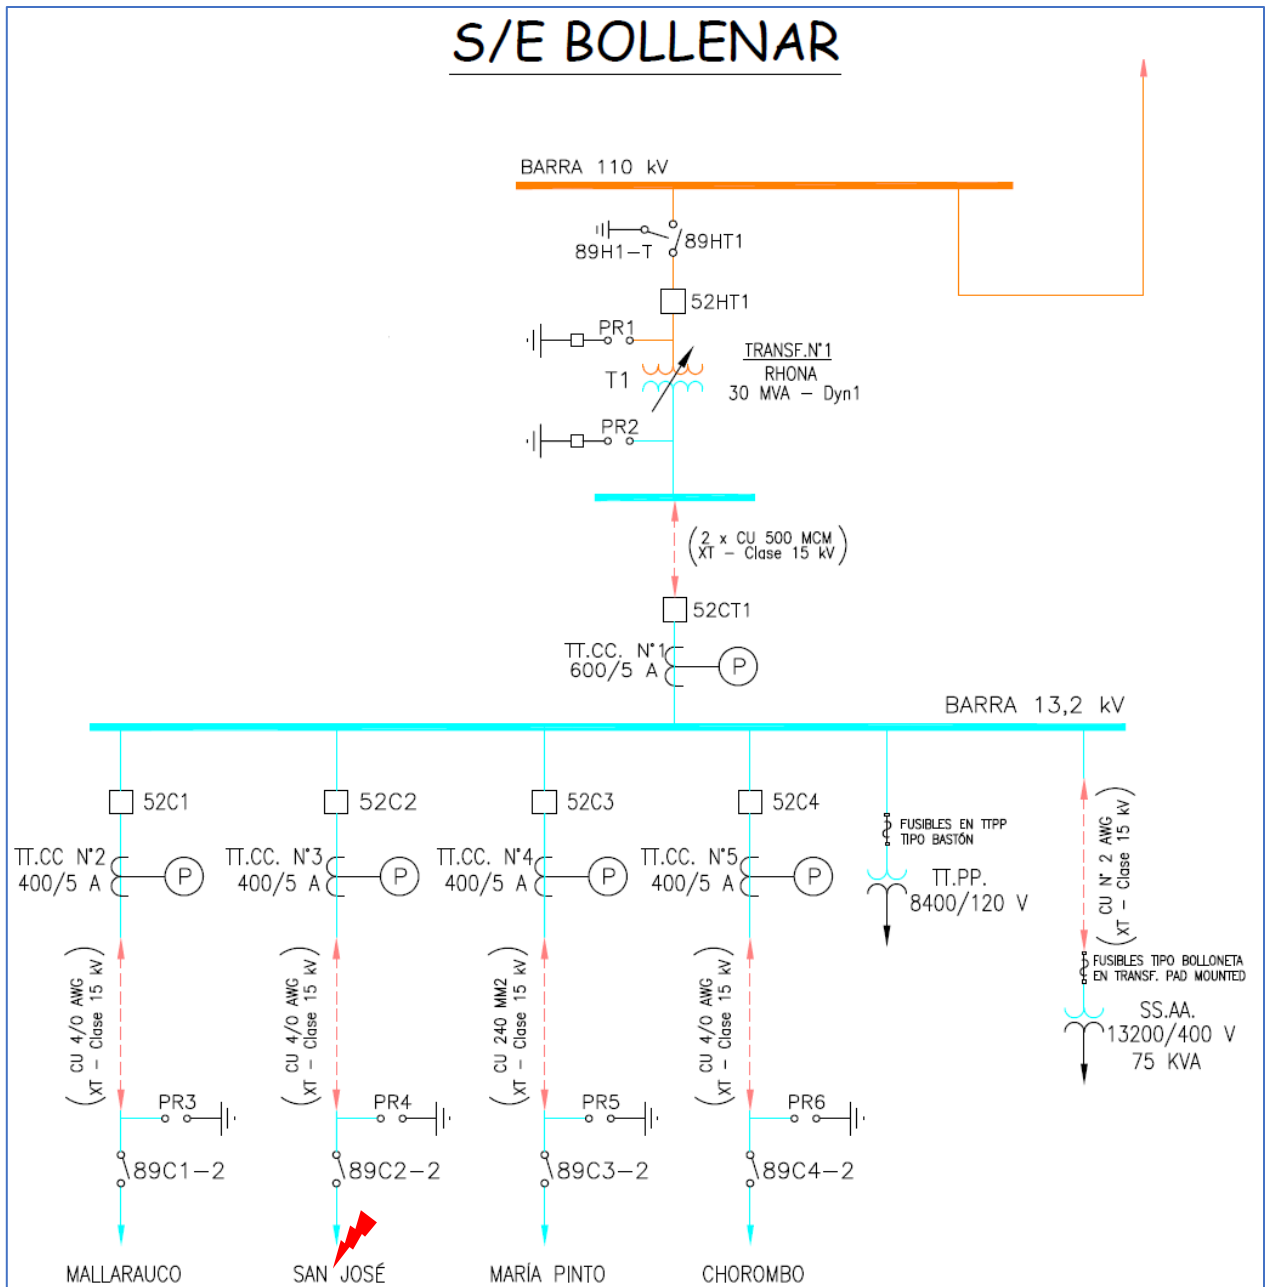 S/E BOLLENAR
BARRA 110 kV
89HT1
89H1-T
52HT1
PR1
TRANSF.N°1
RHONA
30 MVA - Dyn1
T1
PR2
(2 x CU 500 MCM
XT - Clase 15 kV)
52CT1
TT.CC. N°1
600/5 A
P
BARRA 13,2 kV
52C1
52C2
52C3
52C4
TT.CC N°2
400/5 A
P
TT.CC. N°3
400/5 A
P
TT.CC. N°4
400/5 A
P
TT.CC. N°5
400/5 A
P
FUSIBLES EN TTPP
TIPO BASTÓN
TT.PP.
8400/120 V
(CU N° 2 AWG
XT - Clase 15 kV)
FUSIBLES TIPO BOLLONETA
EN TRANSF. PAD MOUNTED
SS.AA.
13200/400 V
75 KVA
(CU 4/0 AWG
XT - Clase 15 kV)
(CU 4/0 AWG
XT - Clase 15 kV)
(CU 240 MM2
XT - Clase 15 kV)
(CU 4/0 AWG
XT - Clase 15 kV)
PR3
PR4
PR5
PR6
89C1-2
89C2-2
89C3-2
89C4-2
MALLARAUCO
SAN JOSÉ
MARÍA PINTO
CHOROMBO